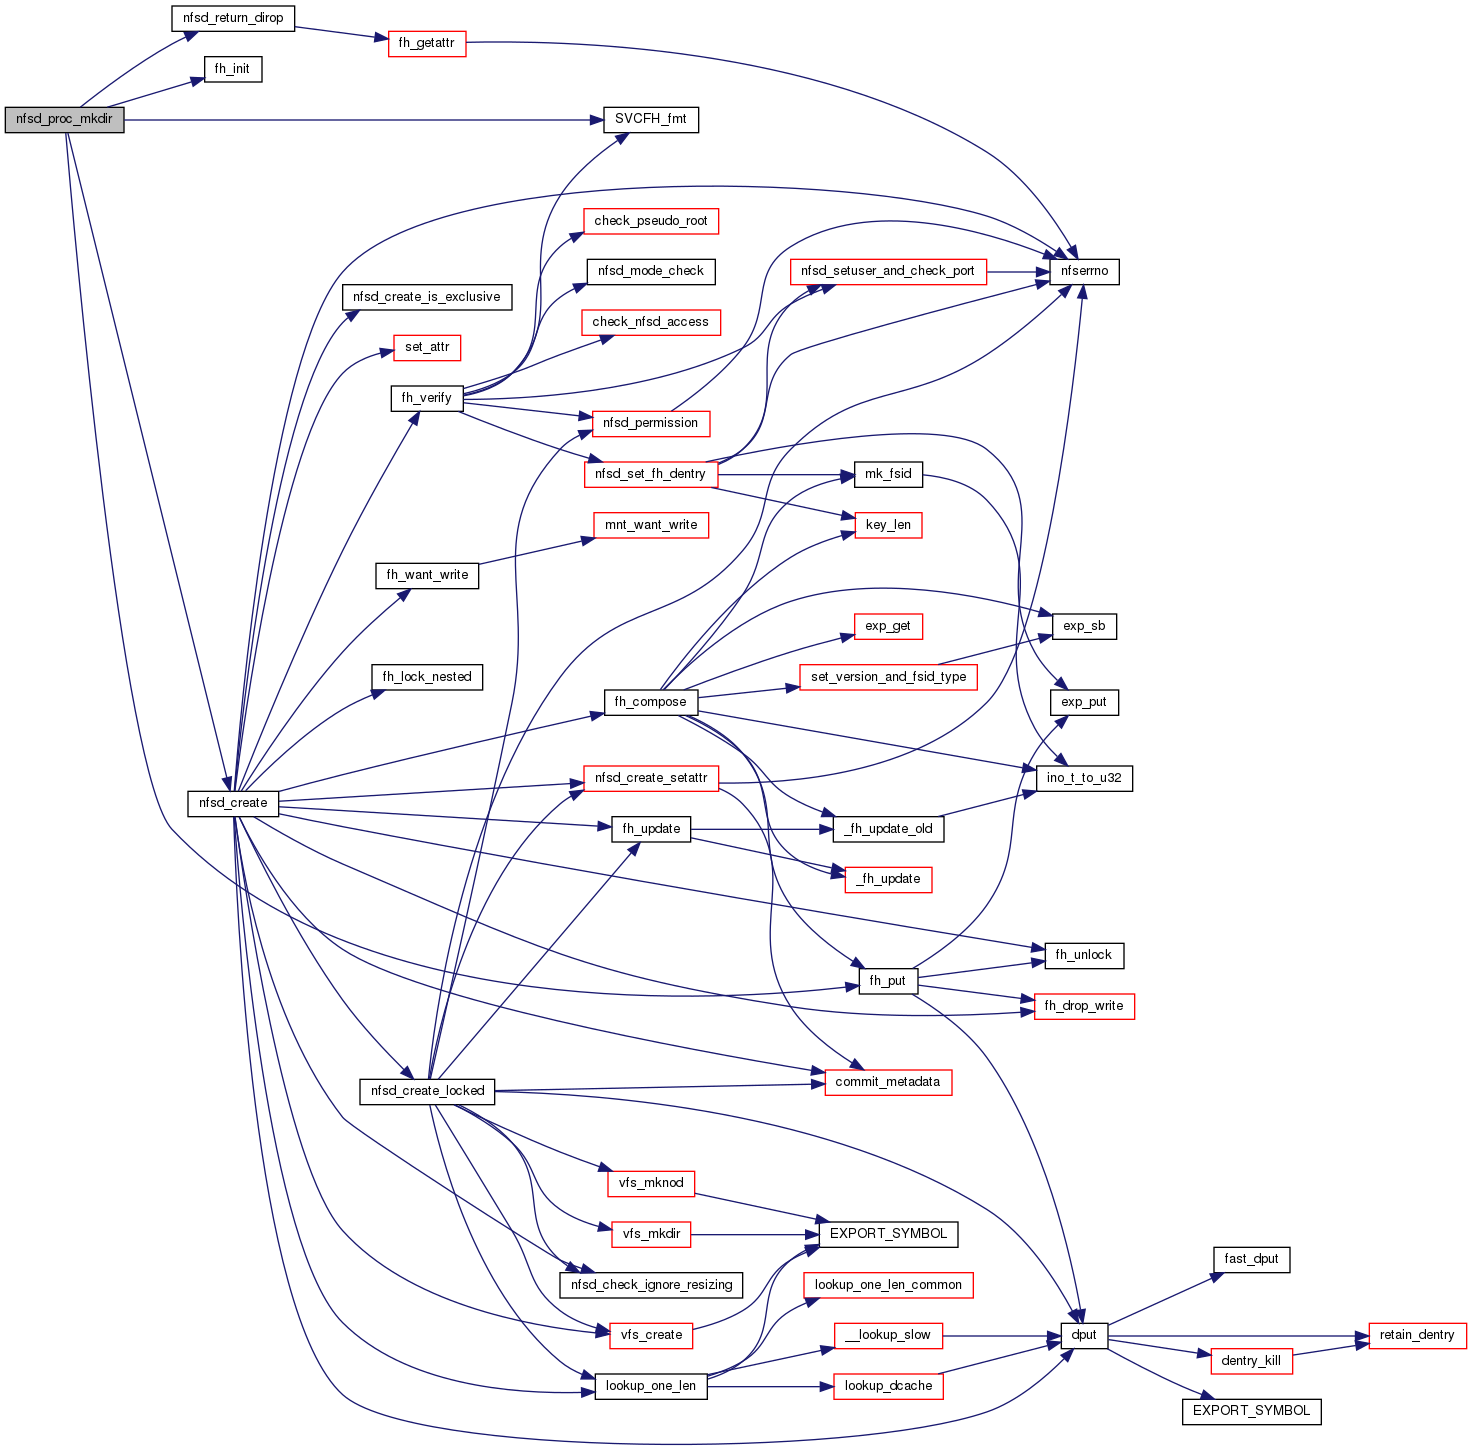 nfsd_return_dirop
fh_getattr
fh_init
nfsd_proc_mkdir
SVCFH_fmt
check_pseudo_root
nfsd_mode_check
nfsd_setuser_and_check_port
nfserrno
nfsd_create_is_exclusive
check_nfsd_access
set_attr
fh_verify
nfsd_permission
nfsd_set_fh_dentry
mk_fsid
mnt_want_write
key_len
fh_want_write
exp_get
exp_sb
fh_lock_nested
set_version_and_fsid_type
fh_compose
exp_put
nfsd_create_setattr
ino_t_to_u32
nfsd_create
fh_update
_fh_update_old
_fh_update
fh_unlock
fh_put
fh_drop_write
commit_metadata
nfsd_create_locked
vfs_mknod
vfs_mkdir
EXPORT_SYMBOL
fast_dput
nfsd_check_ignore_resizing
lookup_one_len_common
vfs_create
__lookup_slow
dput
retain_dentry
dentry_kill
lookup_one_len
lookup_dcache
EXPORT_SYMBOL